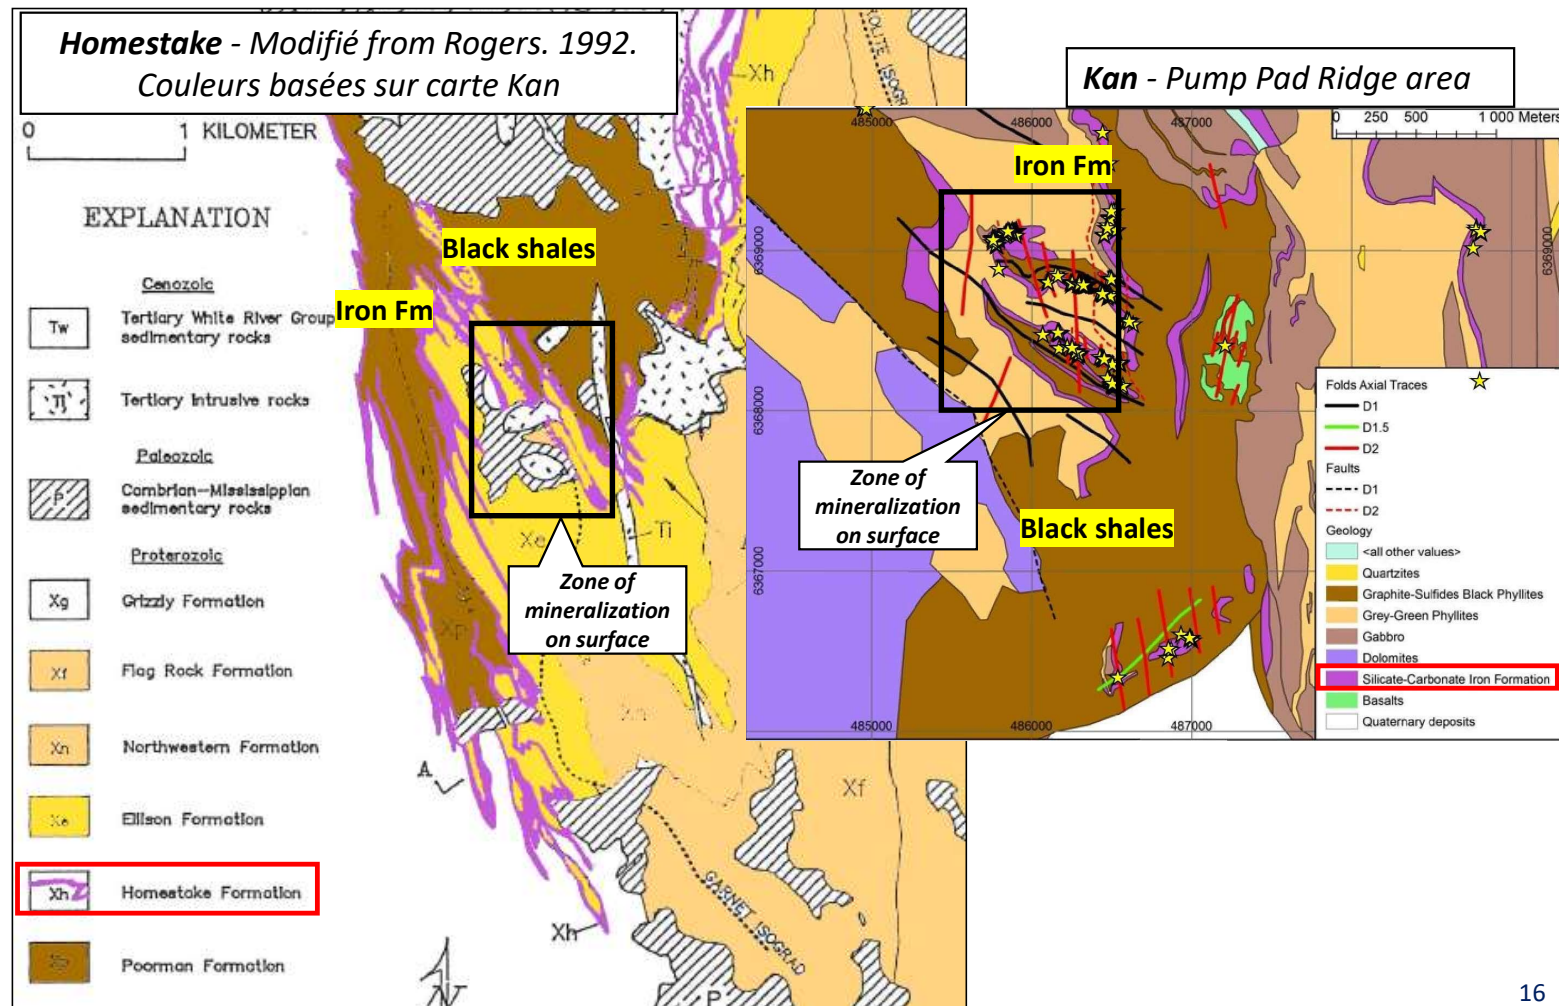 Homestake - Modifié from Rogers. 1992.
Couleurs basées sur carte Kan
0 1 KILOMETER
EXPLANATION
Cenozoic
Tw
Tertiary White River Group
sedimentary rocks
Ti
Tertiary Intrusive rocks
Paleozoic
P
Cambrian-Mississippian
sedimentary rocks
Proterozoic
Xg
Grizzly Formation
Xf
Flag Rock Formation
Xn
Northwestern Formation
Xe
Ellison Formation
Xh
Homestake Formation
Xp
Poorman Formation
Iron Fm
Black shales
Zone of
mineralization
on surface
Xh
Xe
Ti
Xp
Xn
Xf
A
Xh
GARNET ISOGRAD
P
N
Kan - Pump Pad Ridge area
0 250 500 1 000 Meters
485000
486000
487000
6369000
6369000
6368000
6367000
Iron Fm
Zone of
mineralization
on surface
Black shales
485000
486000
487000
Folds Axial Traces
D1
D1.5
D2
Faults
D1
D2
Geology
<all other values>
Quartzites
Graphite-Sulfides Black Phyllites
Grey-Green Phyllites
Gabbro
Dolomites
Silicate-Carbonate Iron Formation
Basalts
Quaternary deposits
16